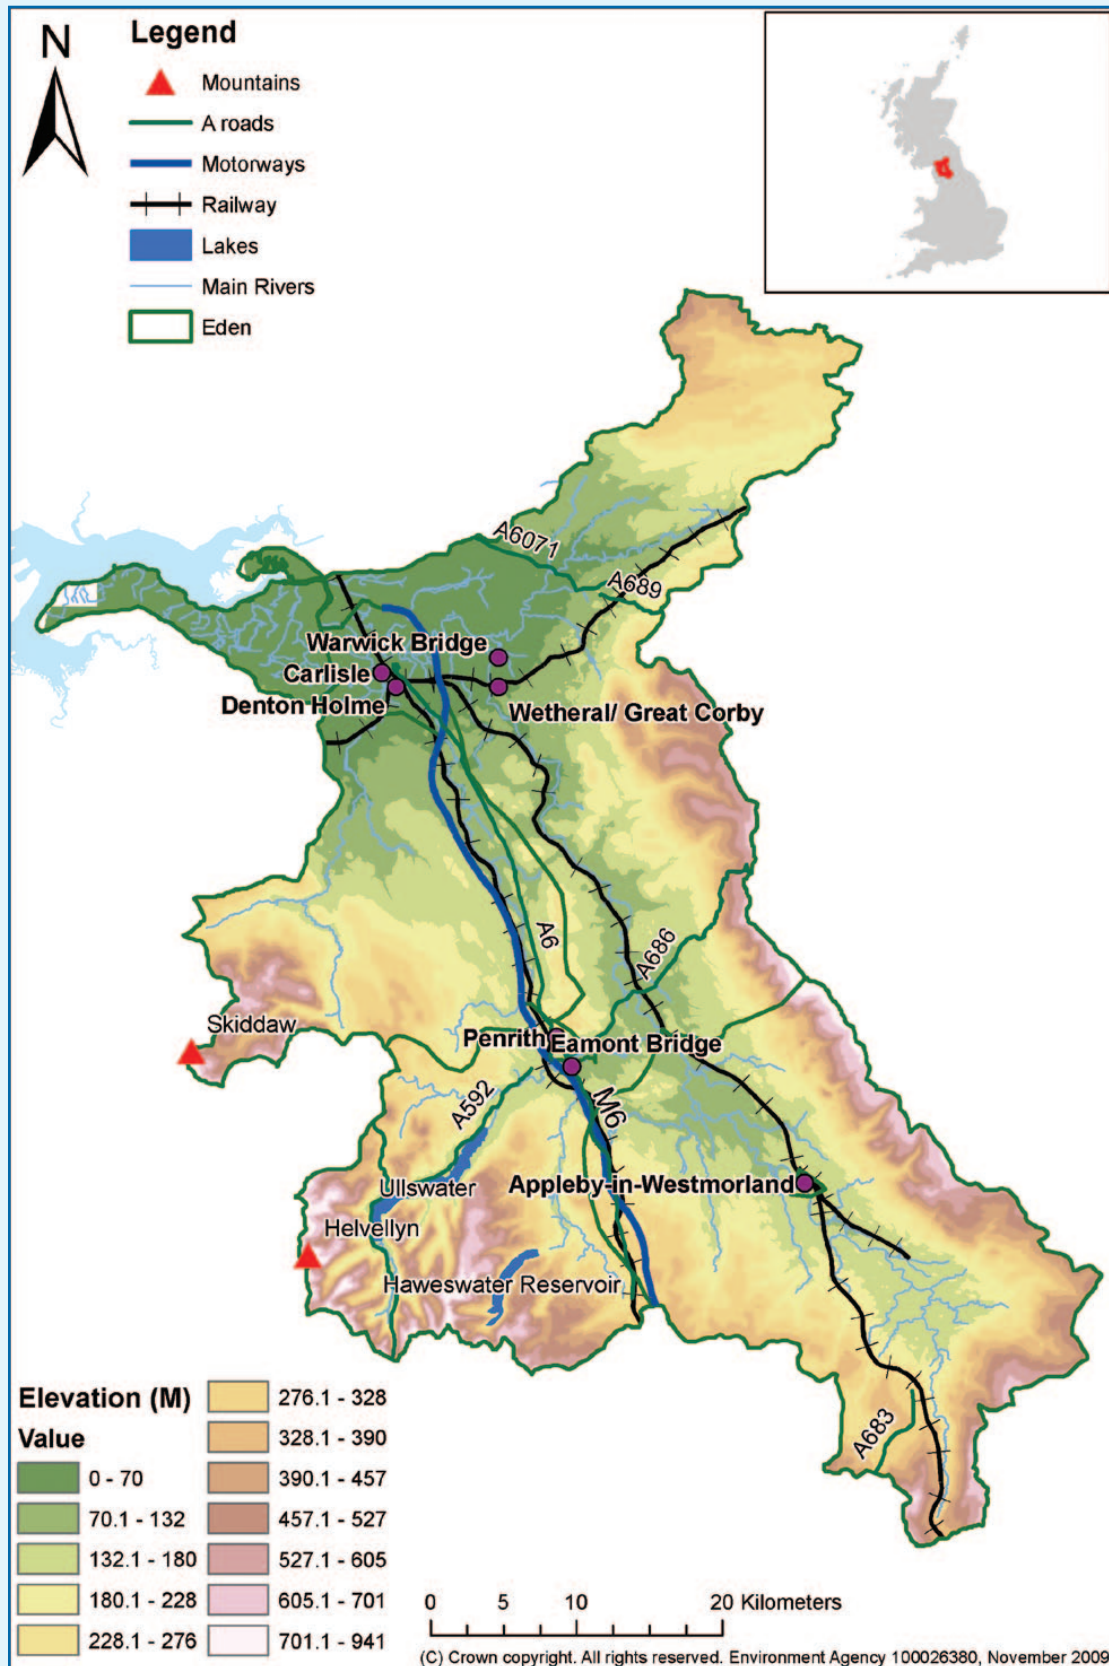 N
Legend
Mountains
A roads
Motorways
Railway
Lakes
Main Rivers
Eden
A6071
A689
Warwick Bridge
Carlisle
Denton Holme
Wetheral/ Great Corby
A6
A686
Skiddaw
Penrith
Eamont Bridge
A592
M6
Ullswater
Appleby-in-Westmorland
Helvellyn
Haweswater Reservoir
A683
Elevation (M)
Value
0 - 70
70.1 - 132
132.1 - 180
180.1 - 228
228.1 - 276
276.1 - 328
328.1 - 390
390.1 - 457
457.1 - 527
527.1 - 605
605.1 - 701
701.1 - 941
0 5 10 20 Kilometers
(C) Crown copyright. All rights reserved. Environment Agency 100026380, November 2009